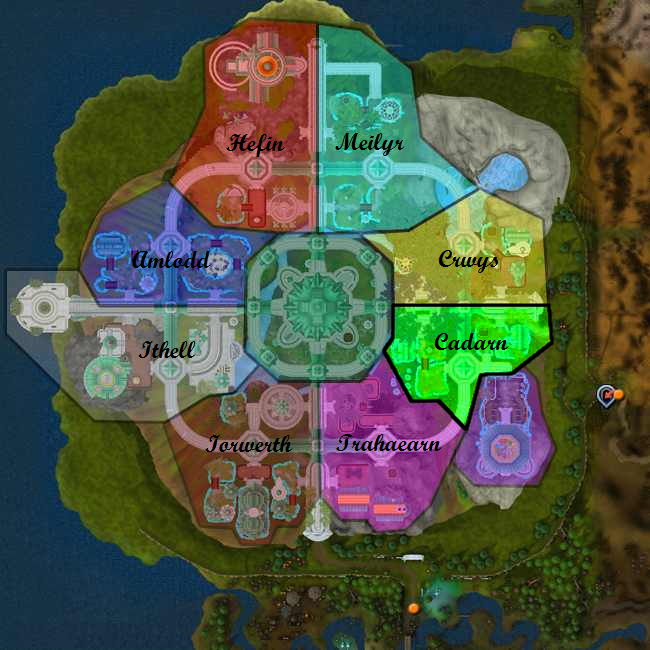 Hefin
Meilyr
Amlodd
Crwys
Ithell
Cadarn
Iorwerth
Trahaearn